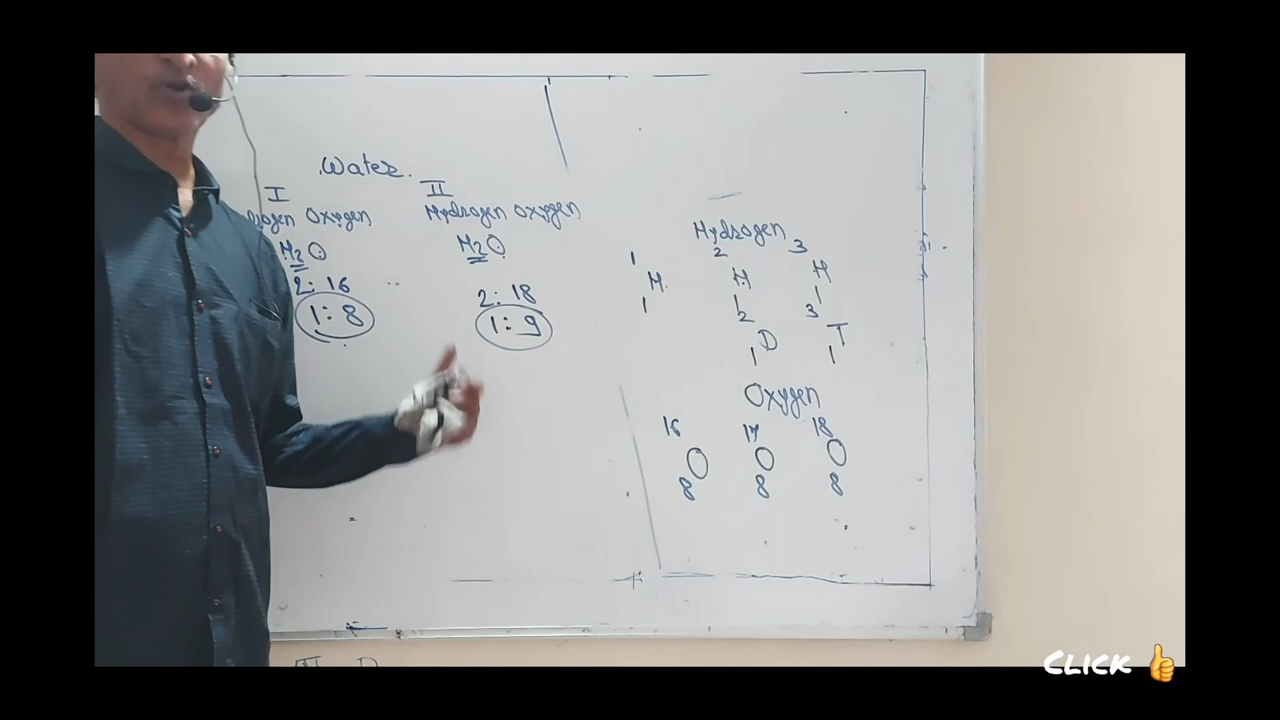 Water.
I
II
drogen Oxygen
Hydrogen Oxygen
H2O
H2O
2: 16
2: 18
1: 8
1: 9
Hydrogen
1 2 3
H H H
1 1 1
2 3
D T
1 1
Oxygen
16 17 18
O O O
8 8 8
CLICK 👍